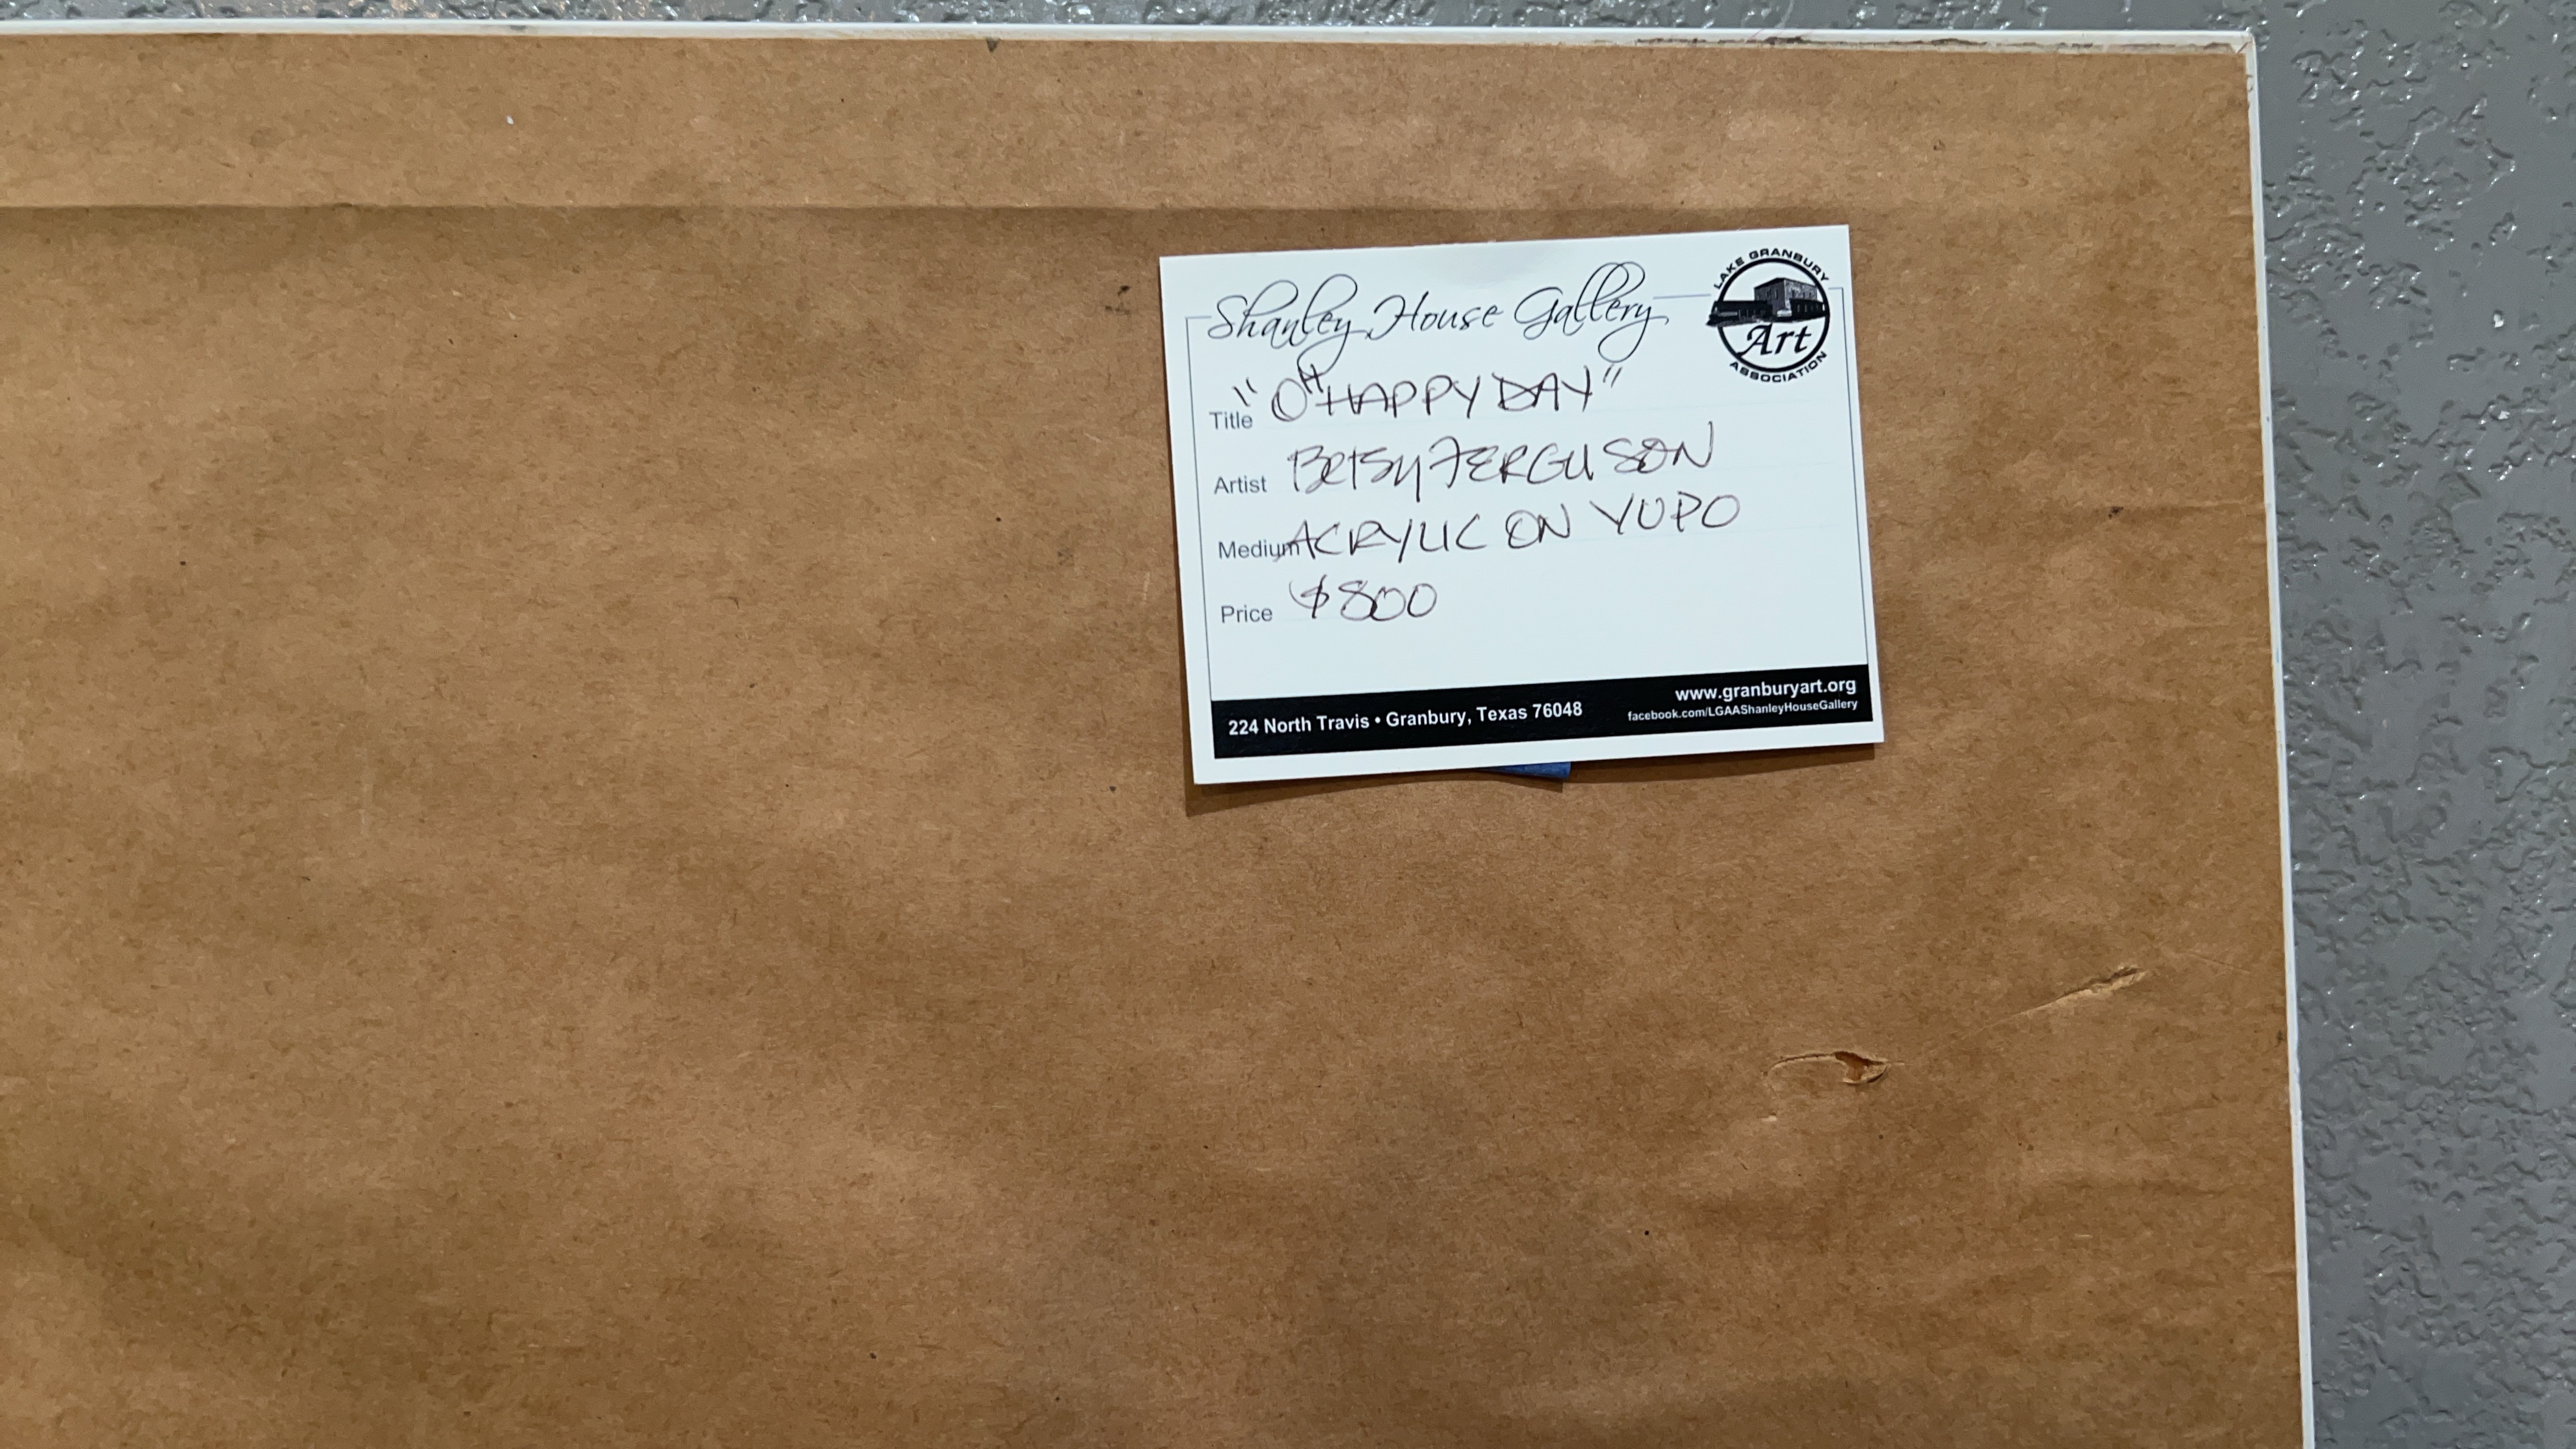 Shanley House Gallery
LAKE GRANBURY
Art
ASSOCIATION
Title "OH HAPPY DAY"
Artist BETSY FERGUSON
Medium ACRYLIC ON YUPO
Price $800
224 North Travis • Granbury, Texas 76048
www.granburyart.org
facebook.com/LGAAShanleyHouseGallery